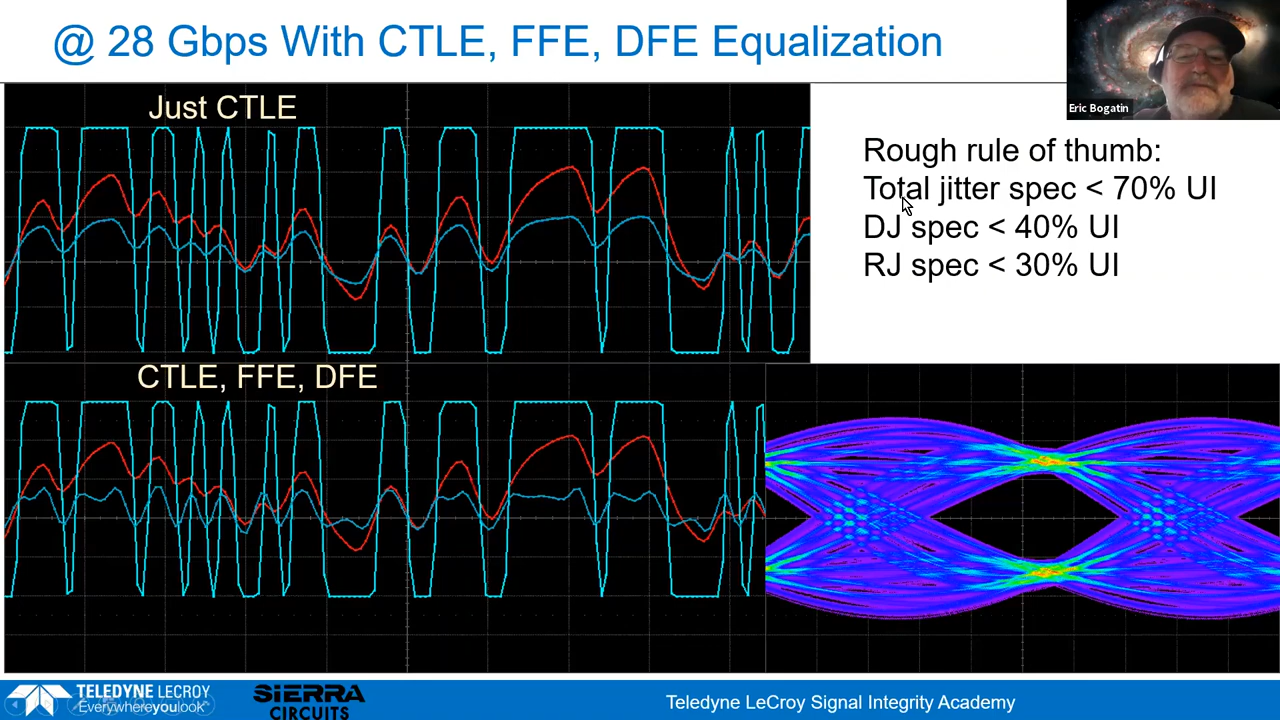 @ 28 Gbps With CTLE, FFE, DFE Equalization
Eric Bogatin
Just CTLE
Rough rule of thumb:
Total jitter spec < 70% UI
DJ spec < 40% UI
RJ spec < 30% UI
CTLE, FFE, DFE
TELEDYNE LECROY
Everywhereyoulook
SIERRA
CIRCUITS
Teledyne LeCroy Signal Integrity Academy